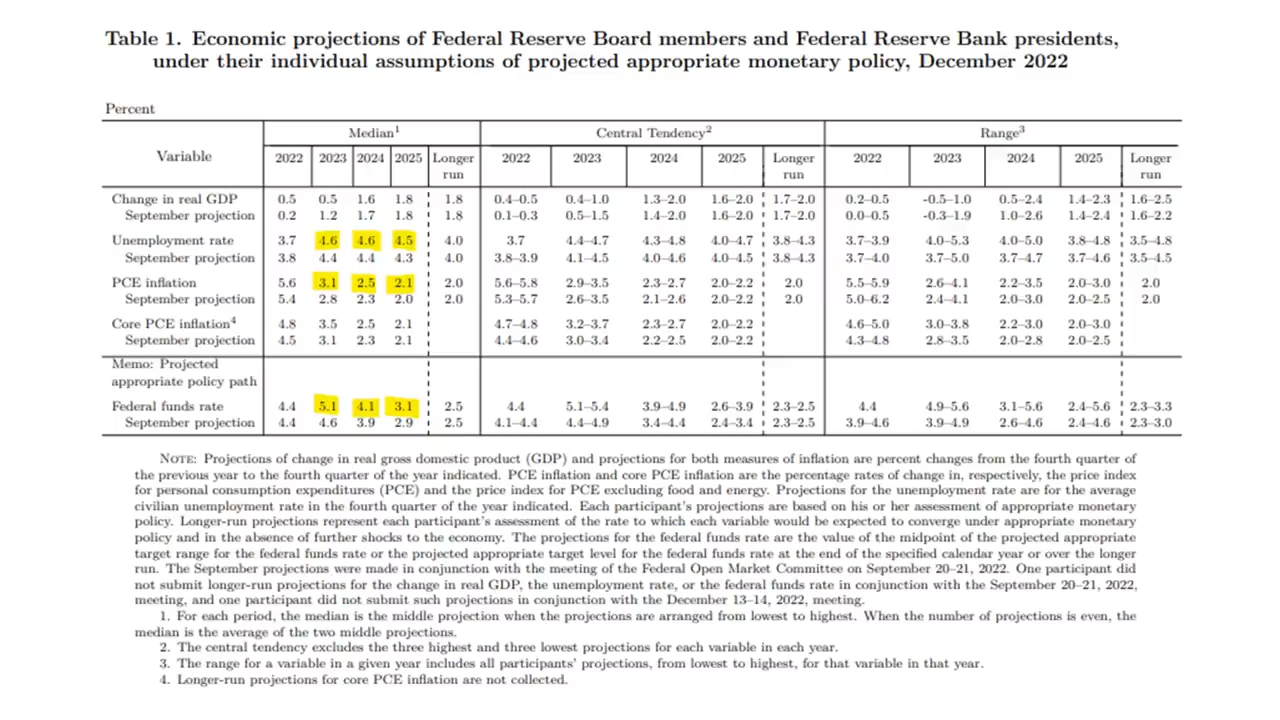 Table 1. Economic projections of Federal Reserve Board members and Federal Reserve Bank presidents,
under their individual assumptions of projected appropriate monetary policy, December 2022
Percent
Variable Median1 Central Tendency2 Range3
2022 2023 2024 2025 Longer run 2022 2023 2024 2025 Longer run 2022 2023 2024 2025 Longer run
Change in real GDP 0.5 0.5 1.6 1.8 1.8 0.4–0.5 0.4–1.0 1.3–2.0 1.6–2.0 1.7–2.0 0.2–0.5 -0.5–1.0 0.5–2.4 1.4–2.3 1.6–2.5
September projection 0.2 1.2 1.7 1.8 1.8 0.1–0.3 0.5–1.5 1.4–2.0 1.6–2.0 1.7–2.0 0.0–0.5 -0.3–1.9 1.0–2.6 1.4–2.4 1.6–2.2
Unemployment rate 3.7 4.6 4.6 4.5 4.0 3.7 4.4–4.7 4.3–4.8 4.0–4.7 3.8–4.3 3.7–3.9 4.0–5.3 4.0–5.0 3.8–4.8 3.5–4.8
September projection 3.8 4.4 4.4 4.3 4.0 3.8–3.9 4.1–4.5 4.0–4.6 4.0–4.5 3.8–4.3 3.7–4.0 3.7–5.0 3.7–4.7 3.7–4.6 3.5–4.5
PCE inflation 5.6 3.1 2.5 2.1 2.0 5.6–5.8 2.9–3.5 2.3–2.7 2.0–2.2 2.0 5.5–5.9 2.6–4.1 2.2–3.5 2.0–3.0 2.0
September projection 5.4 2.8 2.3 2.0 2.0 5.3–5.7 2.6–3.5 2.1–2.6 2.0–2.2 2.0 5.0–6.2 2.4–4.1 2.0–3.0 2.0–2.5 2.0
Core PCE inflation4 4.8 3.5 2.5 2.1 4.7–4.8 3.2–3.7 2.3–2.7 2.0–2.2 4.6–5.0 3.0–3.8 2.2–3.0 2.0–3.0
September projection 4.5 3.1 2.3 2.1 4.4–4.6 3.0–3.4 2.2–2.5 2.0–2.2 4.3–4.8 2.8–3.5 2.0–2.8 2.0–2.5
Memo: Projected
appropriate policy path
Federal funds rate 4.4 5.1 4.1 3.1 2.5 4.4 5.1–5.4 3.9–4.9 2.6–3.9 2.3–2.5 4.4 4.9–5.6 3.1–5.6 2.4–5.6 2.3–3.3
September projection 4.4 4.6 3.9 2.9 2.5 4.1–4.4 4.4–4.9 3.4–4.4 2.4–3.4 2.3–2.5 3.9–4.6 3.9–4.9 2.6–4.6 2.4–4.6 2.3–3.0
NOTE: Projections of change in real gross domestic product (GDP) and projections for both measures of inflation are percent changes from the fourth quarter of
the previous year to the fourth quarter of the year indicated. PCE inflation and core PCE inflation are the percentage rates of change in, respectively, the price index
for personal consumption expenditures (PCE) and the price index for PCE excluding food and energy. Projections for the unemployment rate are for the average
civilian unemployment rate in the fourth quarter of the year indicated. Each participant's projections are based on his or her assessment of appropriate monetary
policy. Longer-run projections represent each participant's assessment of the rate to which each variable would be expected to converge under appropriate monetary
policy and in the absence of further shocks to the economy. The projections for the federal funds rate are the value of the midpoint of the projected appropriate
target range for the federal funds rate or the projected appropriate target level for the federal funds rate at the end of the specified calendar year or over the longer
run. The September projections were made in conjunction with the meeting of the Federal Open Market Committee on September 20–21, 2022. One participant did
not submit longer-run projections for the change in real GDP, the unemployment rate, or the federal funds rate in conjunction with the September 20–21, 2022,
meeting, and one participant did not submit such projections in conjunction with the December 13–14, 2022, meeting.
1. For each period, the median is the middle projection when the projections are arranged from lowest to highest. When the number of projections is even, the
median is the average of the two middle projections.
2. The central tendency excludes the three highest and three lowest projections for each variable in each year.
3. The range for a variable in a given year includes all participants' projections, from lowest to highest, for that variable in that year.
4. Longer-run projections for core PCE inflation are not collected.